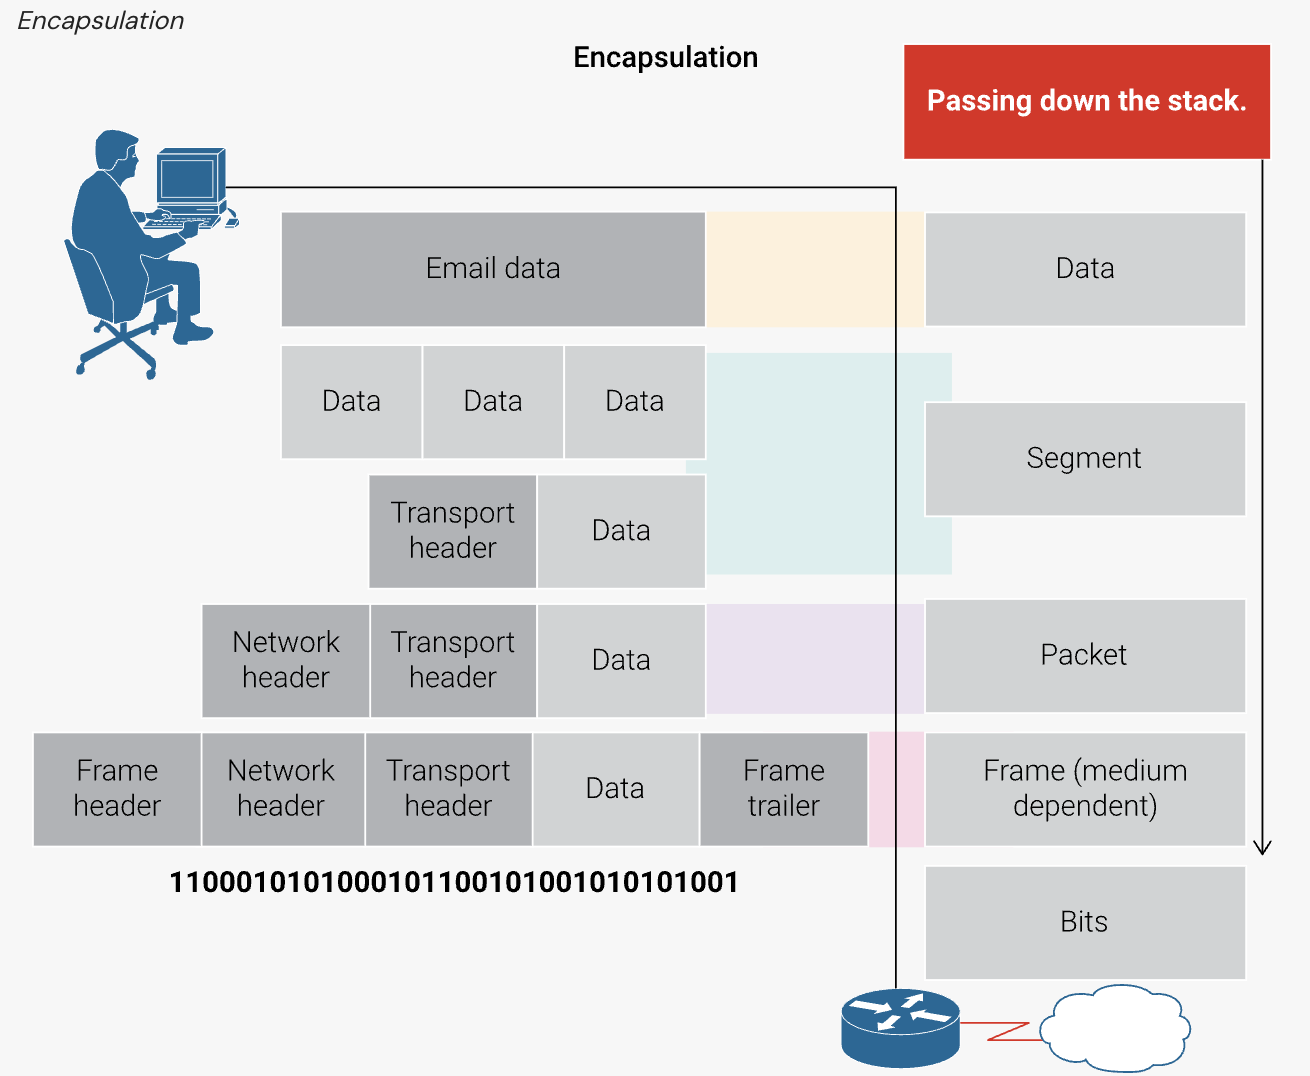 Encapsulation
Encapsulation
Passing down the stack.
Email data
Data
Data
Data
Data
Segment
Transport
header
Data
Network
header
Transport
header
Data
Packet
Frame
header
Network
header
Transport
header
Data
Frame
trailer
Frame (medium
dependent)
1100010101000101100101001010101001
Bits